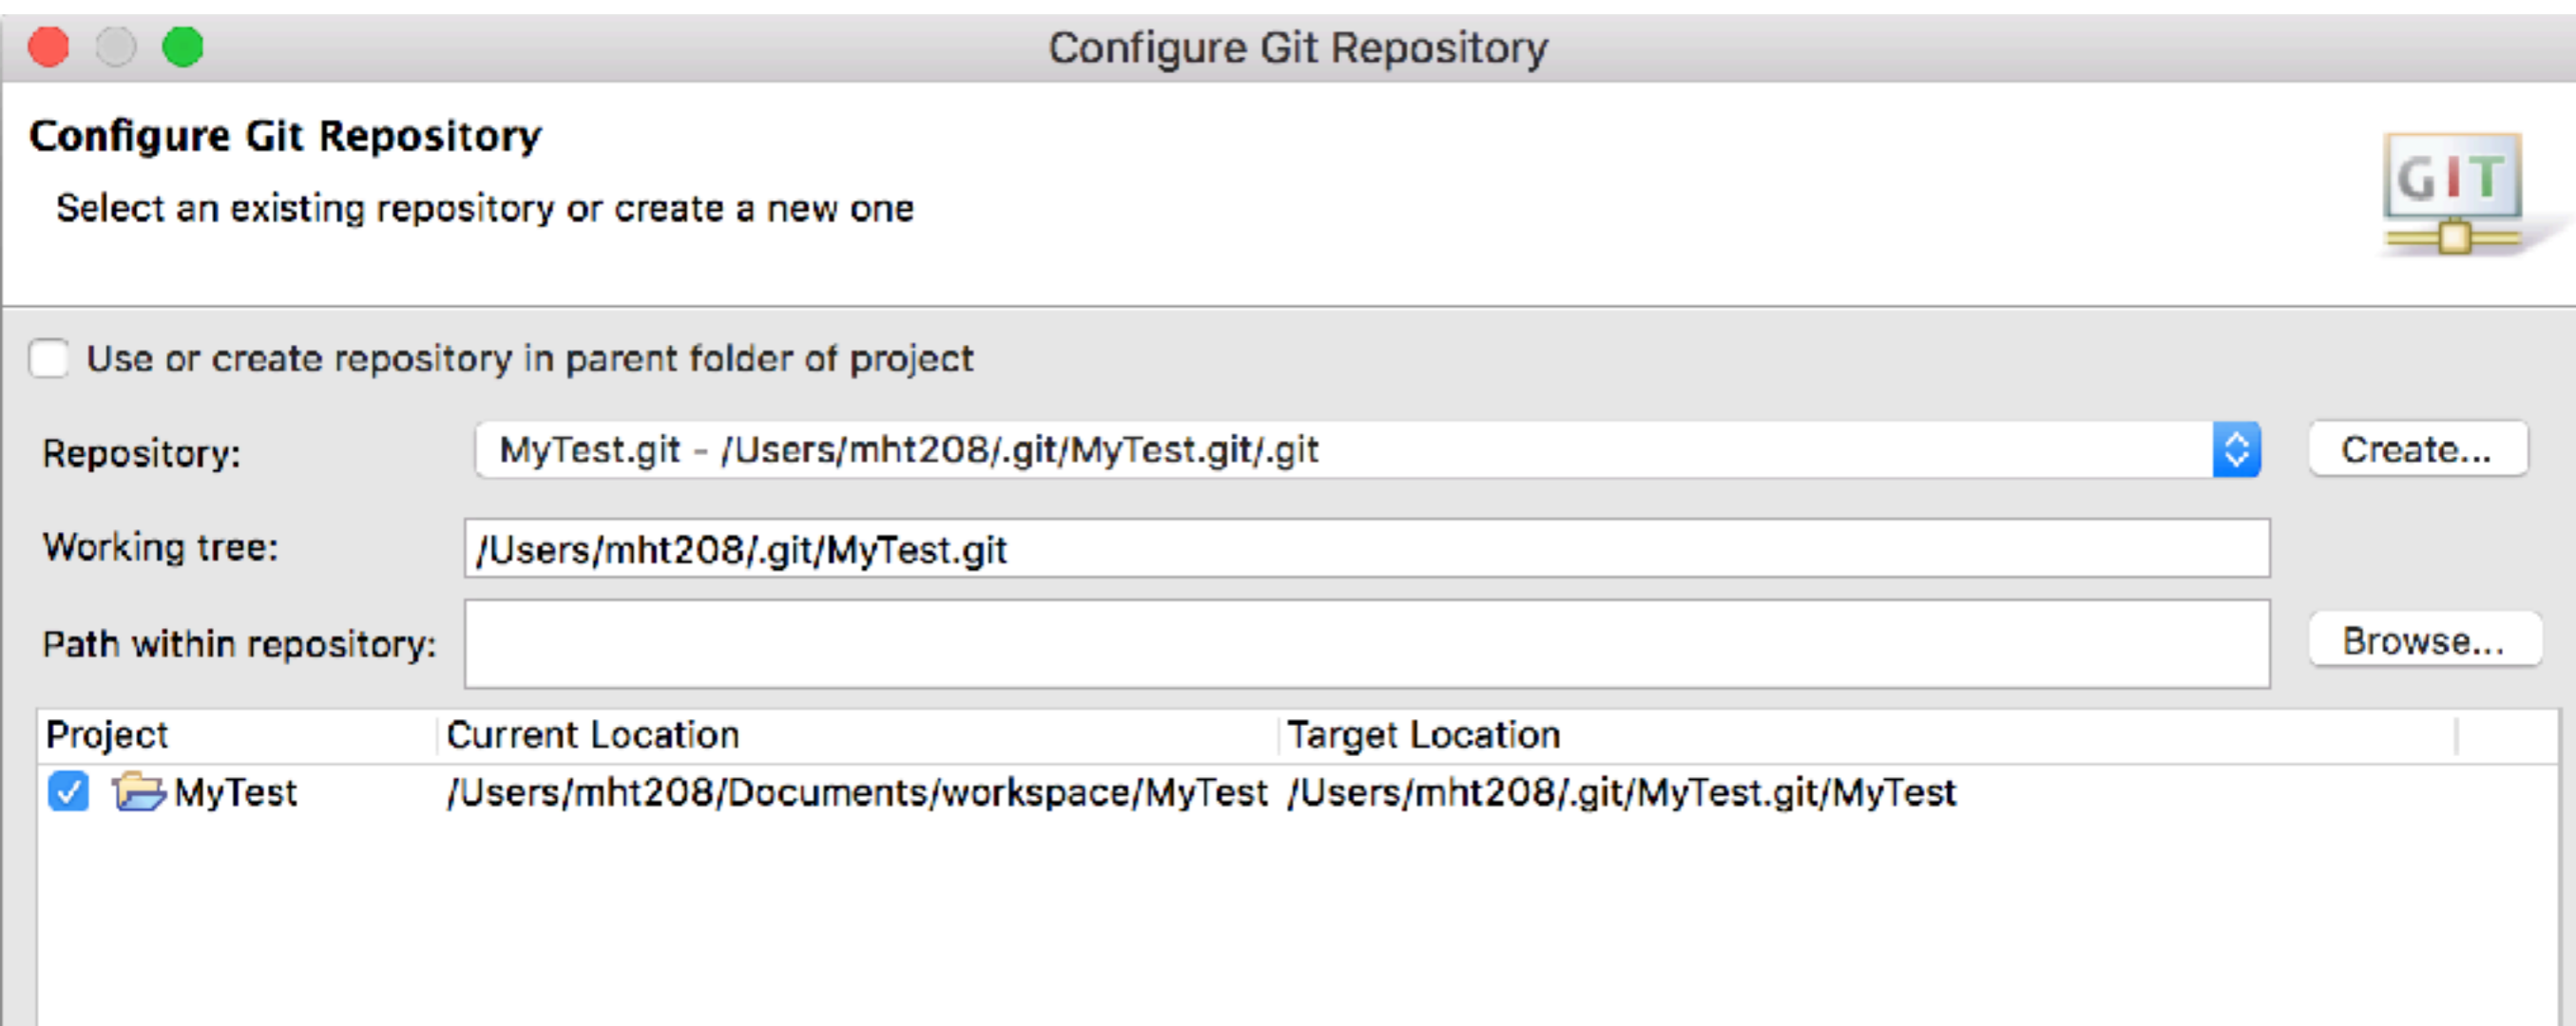 Configure Git Repository
Configure Git Repository
Select an existing repository or create a new one
GIT
Use or create repository in parent folder of project
Repository: MyTest.git - /Users/mht208/.git/MyTest.git/.git Create...
Working tree: /Users/mht208/.git/MyTest.git
Path within repository: Browse...
Project Current Location Target Location
MyTest /Users/mht208/Documents/workspace/MyTest /Users/mht208/.git/MyTest.git/MyTest